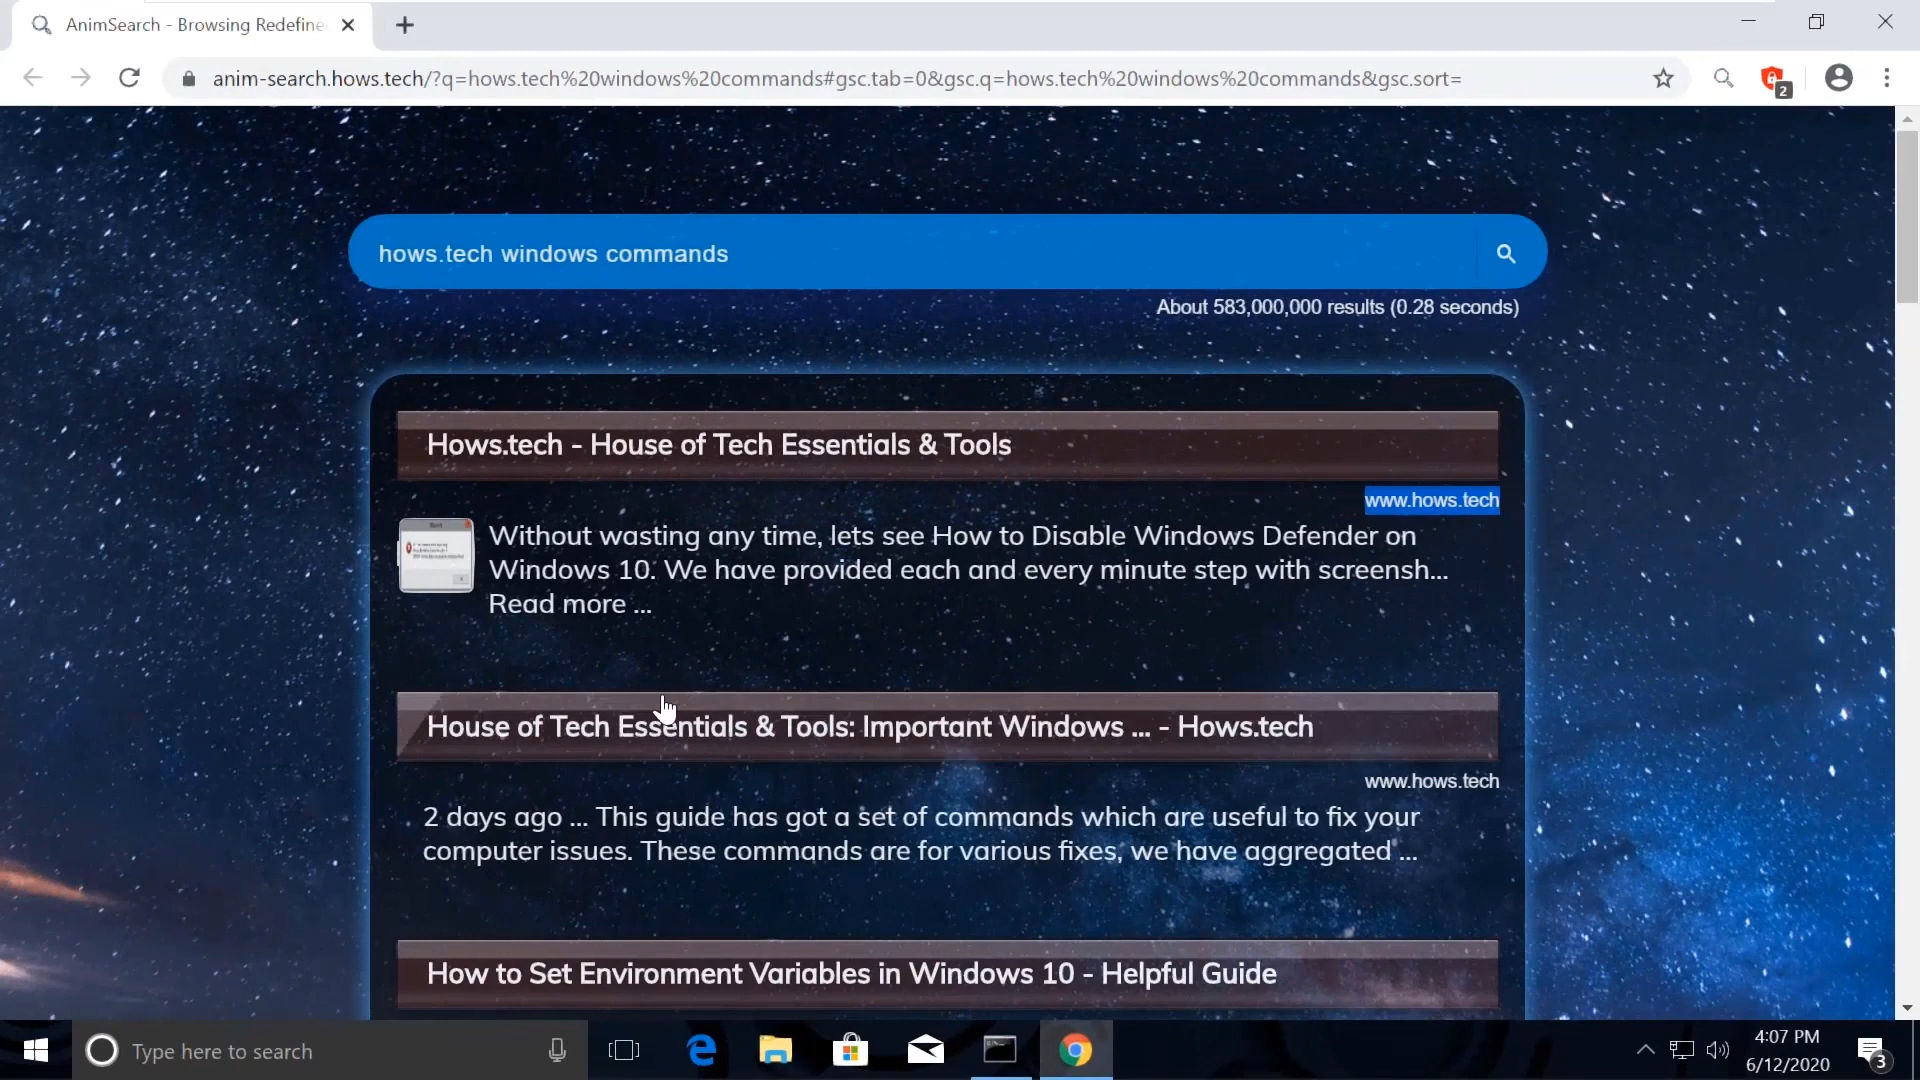 AnimSearch - Browsing Redefine
anim-search.hows.tech/?q=hows.tech%20windows%20commands#gsc.tab=0&gsc.q=hows.tech%20windows%20commands&gsc.sort=
2
hows.tech windows commands
About 583,000,000 results (0.28 seconds)
Hows.tech - House of Tech Essentials & Tools
www.hows.tech
Without wasting any time, lets see How to Disable Windows Defender on
Windows 10. We have provided each and every minute step with screensh...
Read more ...
House of Tech Essentials & Tools: Important Windows ... - Hows.tech
www.hows.tech
2 days ago ... This guide has got a set of commands which are useful to fix your
computer issues. These commands are for various fixes, we have aggregated ...
How to Set Environment Variables in Windows 10 - Helpful Guide
Type here to search
4:07 PM
6/12/2020
3